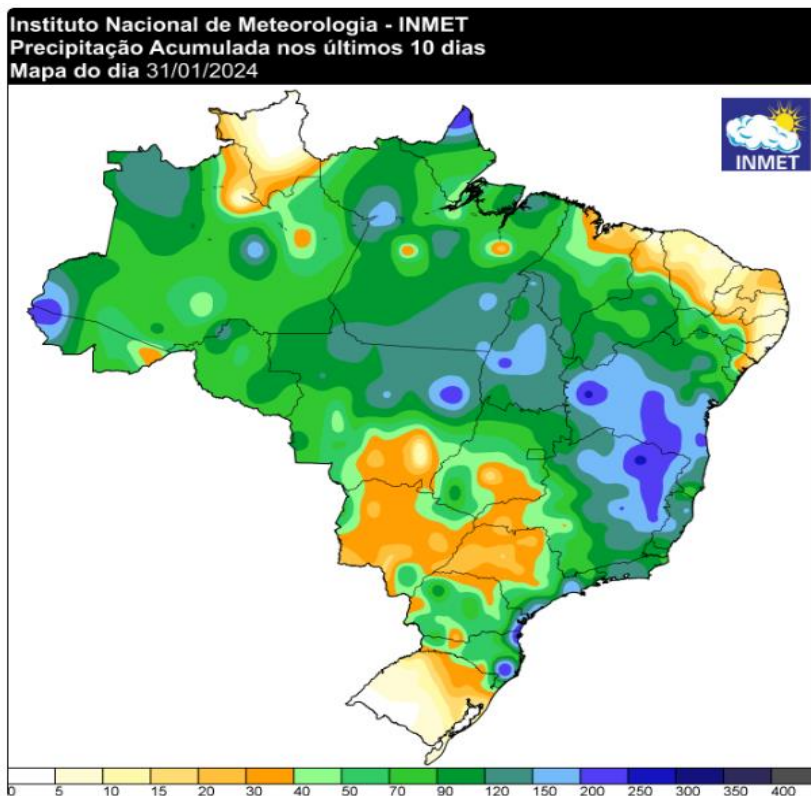 Instituto Nacional de Meteorologia - INMET
Precipitação Acumulada nos últimos 10 dias
Mapa do dia 31/01/2024
INMET
0 5 10 15 20 30 40 50 70 90 120 150 200 250 300 350 400